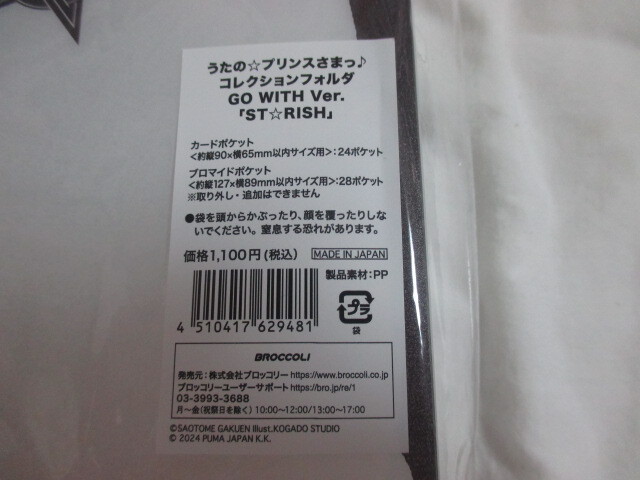 うたの☆プリンスさまっ♪
コレクションフォルダ
GO WITH Ver.
「ST☆RISH」
カードポケット
<約縦90×横65mm以内サイズ用>:24ポケット
ブロマイドポケット
<約縦127×横89mm以内サイズ用>:28ポケット
※取り外し・追加はできません
●袋を頭からかぶったり、顔を覆ったりしな
いでください。窒息する恐れがあります。
価格1,100円(税込) MADE IN JAPAN
製品素材:PP
プラ
袋
4 510417 629481
BROCCOLI
発売元:株式会社ブロッコリー https://www.broccoli.co.jp
ブロッコリーユーザーサポート https://bro.jp/re/1
03-3993-3688
月~金(祝祭日を除く) 10:00~12:00/13:00~17:00
©SAOTOME GAKUEN Illust.KOGADO STUDIO
© 2024 PUMA JAPAN K.K.